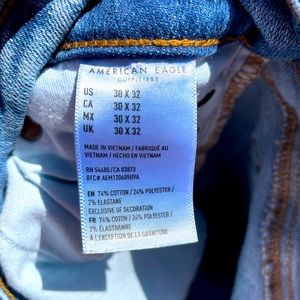 AMERICAN EAGLE
OUTFITTERS
US 30 X 32
CA 30 X 32
MX 30 X 32
UK 30 X 32
MADE IN VIETNAM / FABRIQUÉ AU
VIETNAM / HECHO EN VIETNAM
RN 54485/CA 03873
RFC# AEM120605U9A
EN: 74% COTTON / 24% POLYESTER /
2% ELASTANE
EXCLUSIVE OF DECORATION
FR: 74% COTON / 24% POLYESTER /
2% ÉLASTHANNE
À L'EXCEPTION DE LA GARNITURE